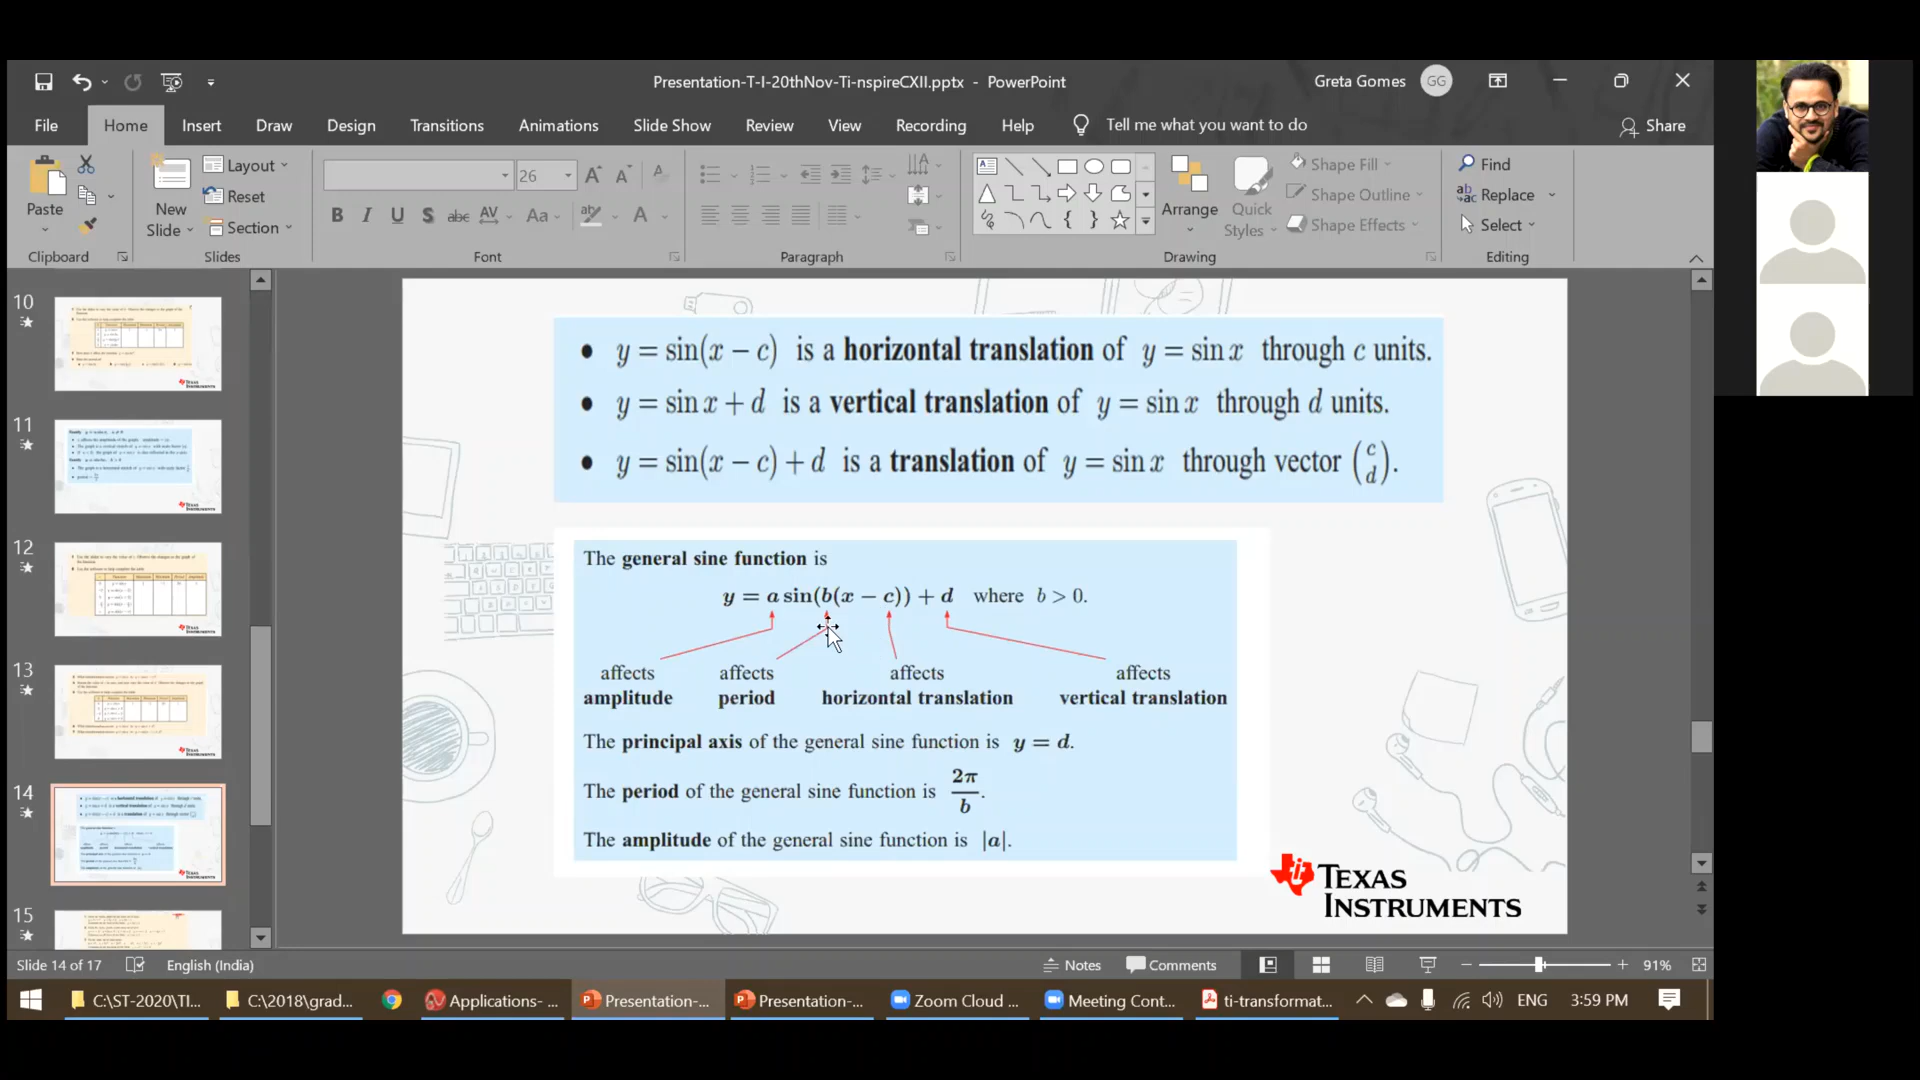 Presentation-T-I-20thNov-Ti-nspireCXII.pptx - PowerPoint
Greta Gomes GG
File Home Insert Draw Design Transitions Animations Slide Show Review View Recording Help Tell me what you want to do Share
Paste
Clipboard
New Slide
Layout
Reset
Section
Slides
26
B I U S abc AV Aa A
Font
Paragraph
Arrange
Quick Styles
Shape Fill
Shape Outline
Shape Effects
Drawing
Find
Replace
Select
Editing
10
11
12
13
14
15
• y = sin(x − c) is a horizontal translation of y = sin x through c units.
• y = sin x + d is a vertical translation of y = sin x through d units.
• y = sin(x − c) + d is a translation of y = sin x through vector (c d).
The general sine function is
y = a sin(b(x − c)) + d where b > 0.
affects amplitude
affects period
affects horizontal translation
affects vertical translation
The principal axis of the general sine function is y = d.
The period of the general sine function is 2π/b.
The amplitude of the general sine function is |a|.
TEXAS INSTRUMENTS
Slide 14 of 17 English (India) Notes Comments 91%
C:\ST-2020\TI... C:\2018\grad... Applications- ... Presentation-... Presentation-... Zoom Cloud ... Meeting Cont... ti-transformat... ENG 3:59 PM